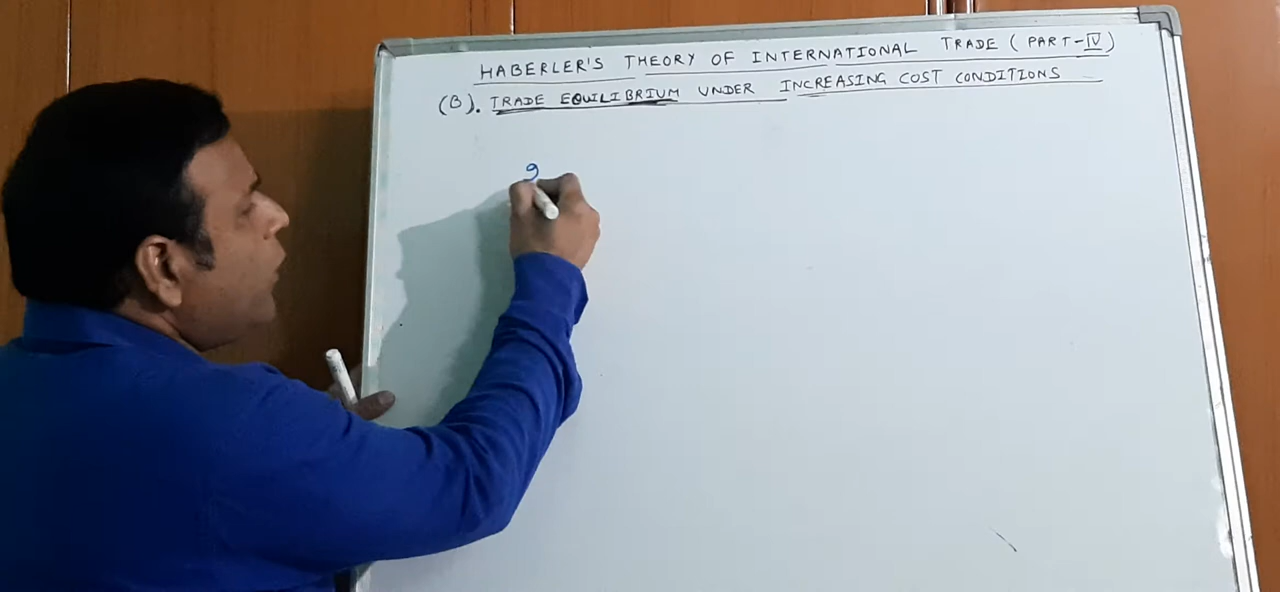 HABERLER'S THEORY OF INTERNATIONAL TRADE (PART-IV)
(B). TRADE EQUILIBRIUM UNDER INCREASING COST CONDITIONS